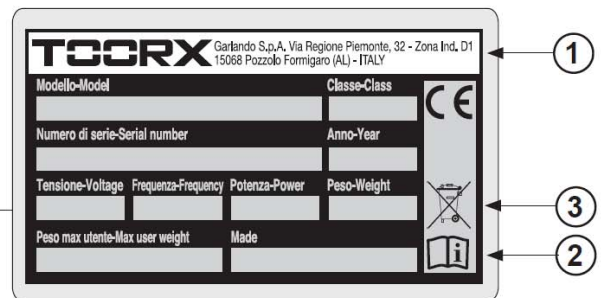 TOORX Garlando S.p.A. Via Regione Piemonte, 32 - Zona Ind. D1
15068 Pozzolo Formigaro (AL) - ITALY
1
Modello-Model Classe-Class
CE
Numero di serie-Serial number Anno-Year
Tensione-Voltage Frequenza-Frequency Potenza-Power Peso-Weight
3
Peso max utente-Max user weight Made
i
2